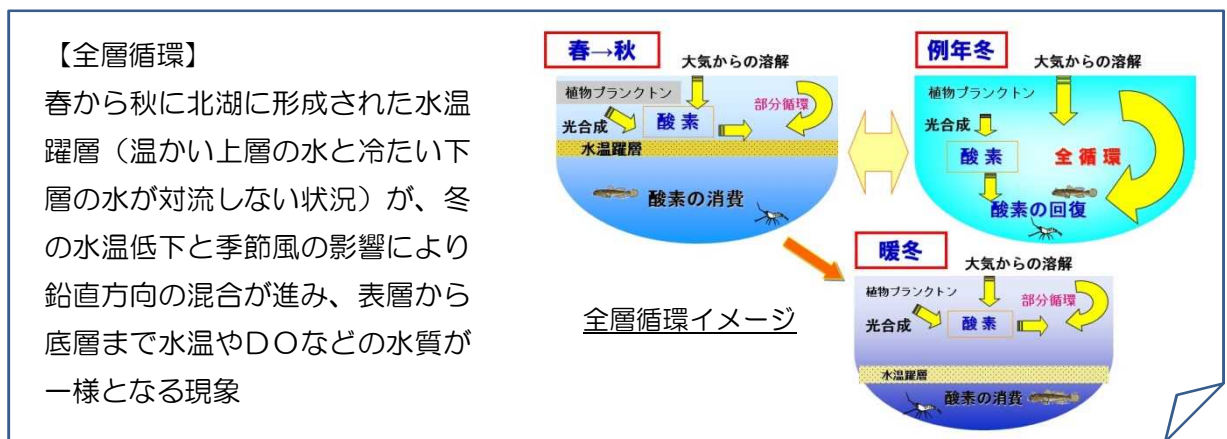 【全層循環】
春から秋に北湖に形成された水温
躍層（温かい上層の水と冷たい下
層の水が対流しない状況）が、冬
の水温低下と季節風の影響により
鉛直方向の混合が進み、表層から
底層まで水温やＤＯなどの水質が
一様となる現象
春→秋
大気からの溶解
植物プランクトン
部分循環
光合成
酸素
水温躍層
酸素の消費
例年冬
大気からの溶解
植物プランクトン
光合成
酸素
全循環
酸素の回復
全層循環イメージ
暖冬
大気からの溶解
植物プランクトン
部分循環
光合成
酸素
水温躍層
酸素の消費